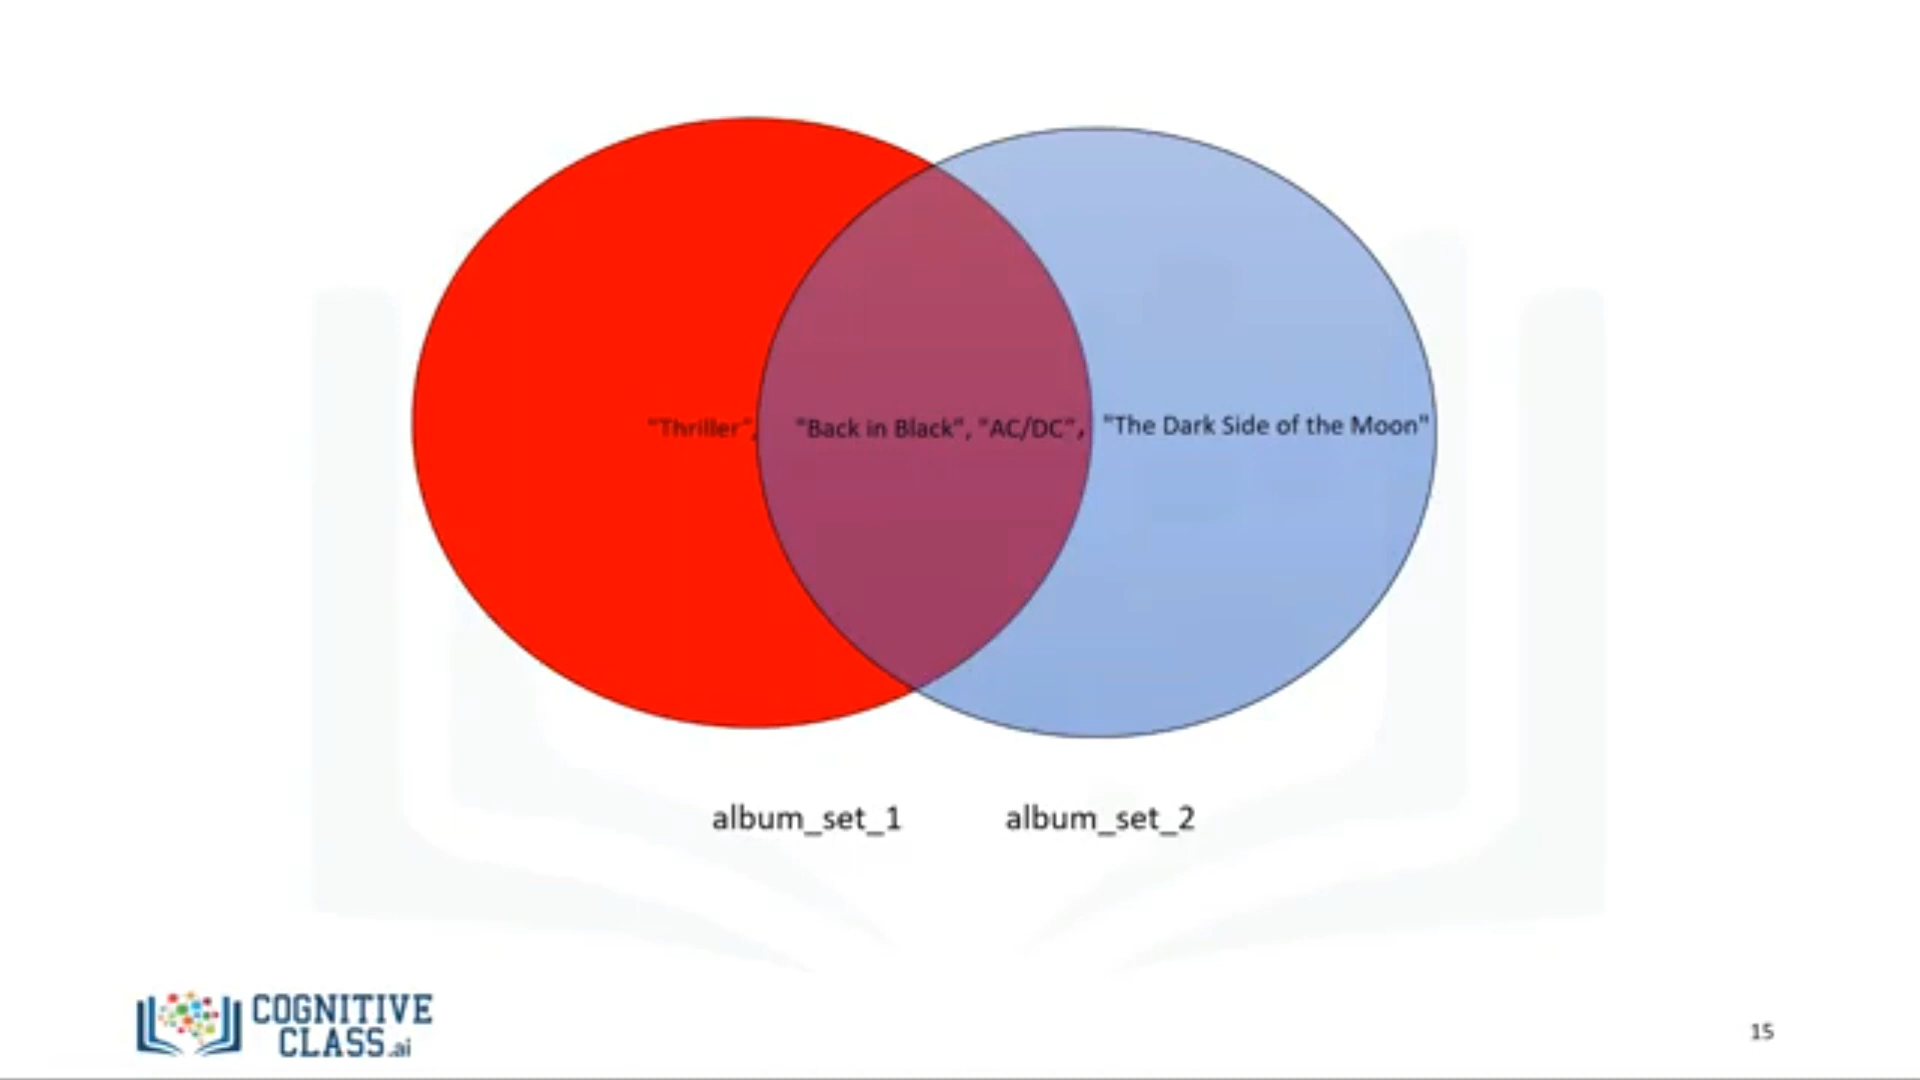 "Thriller", "Back in Black", "AC/DC", "The Dark Side of the Moon"
album_set_1 album_set_2
COGNITIVE
CLASS.ai
15